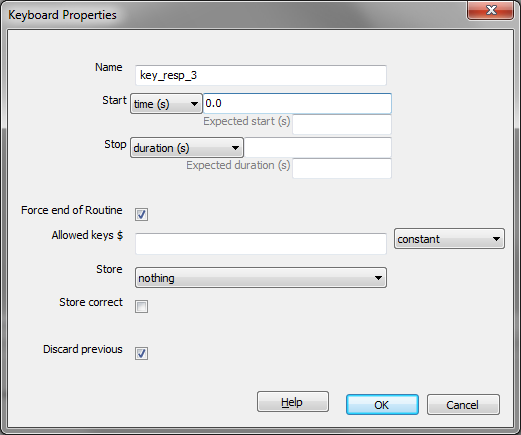 Keyboard Properties
Name key_resp_3
Start time (s) 0.0
Expected start (s)
Stop duration (s)
Expected duration (s)
Force end of Routine
Allowed keys $ constant
Store nothing
Store correct
Discard previous
Help OK Cancel